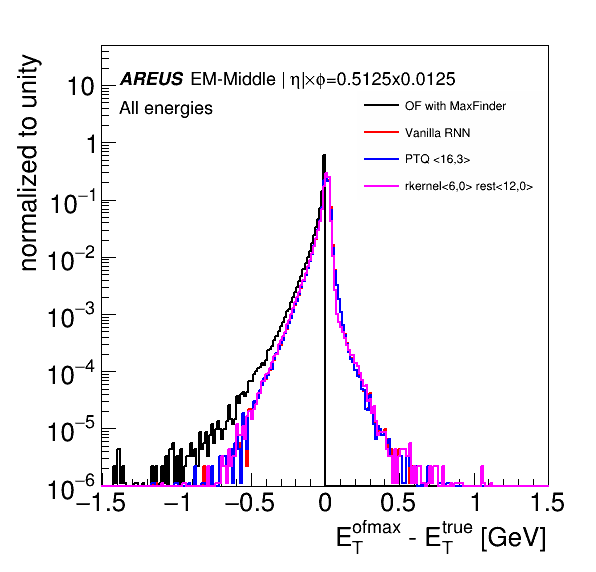 normalized to unity
AREUS EM-Middle | η|×ϕ=0.5125x0.0125
All energies
OF with MaxFinder
Vanilla RNN
PTQ <16,3>
rkernel<6,0> rest<12,0>
10
1
10⁻¹
10⁻²
10⁻³
10⁻⁴
10⁻⁵
10⁻⁶
−1.5 −1 −0.5 0 0.5 1 1.5
E_T^ofmax - E_T^true [GeV]